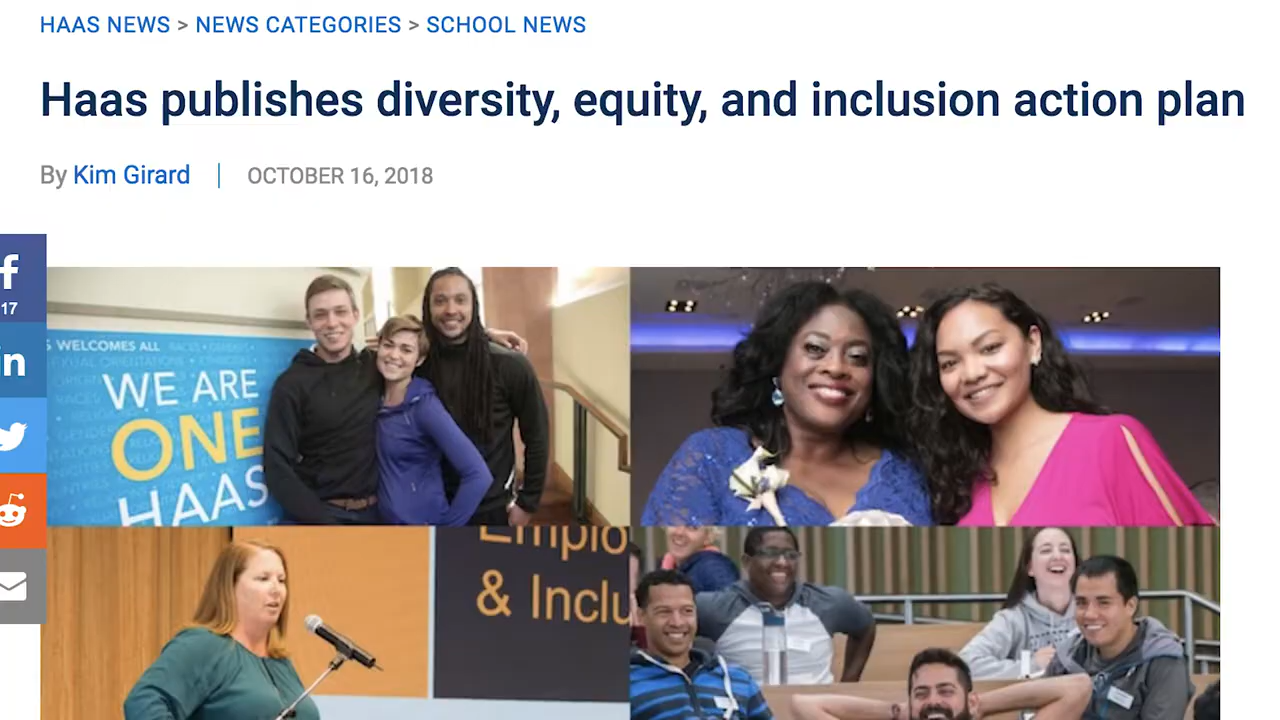 HAAS NEWS > NEWS CATEGORIES > SCHOOL NEWS
Haas publishes diversity, equity, and inclusion action plan
By Kim Girard | OCTOBER 16, 2018
17
in
WELCOMES ALL
WE ARE
ONE
HAAS
& Inclu